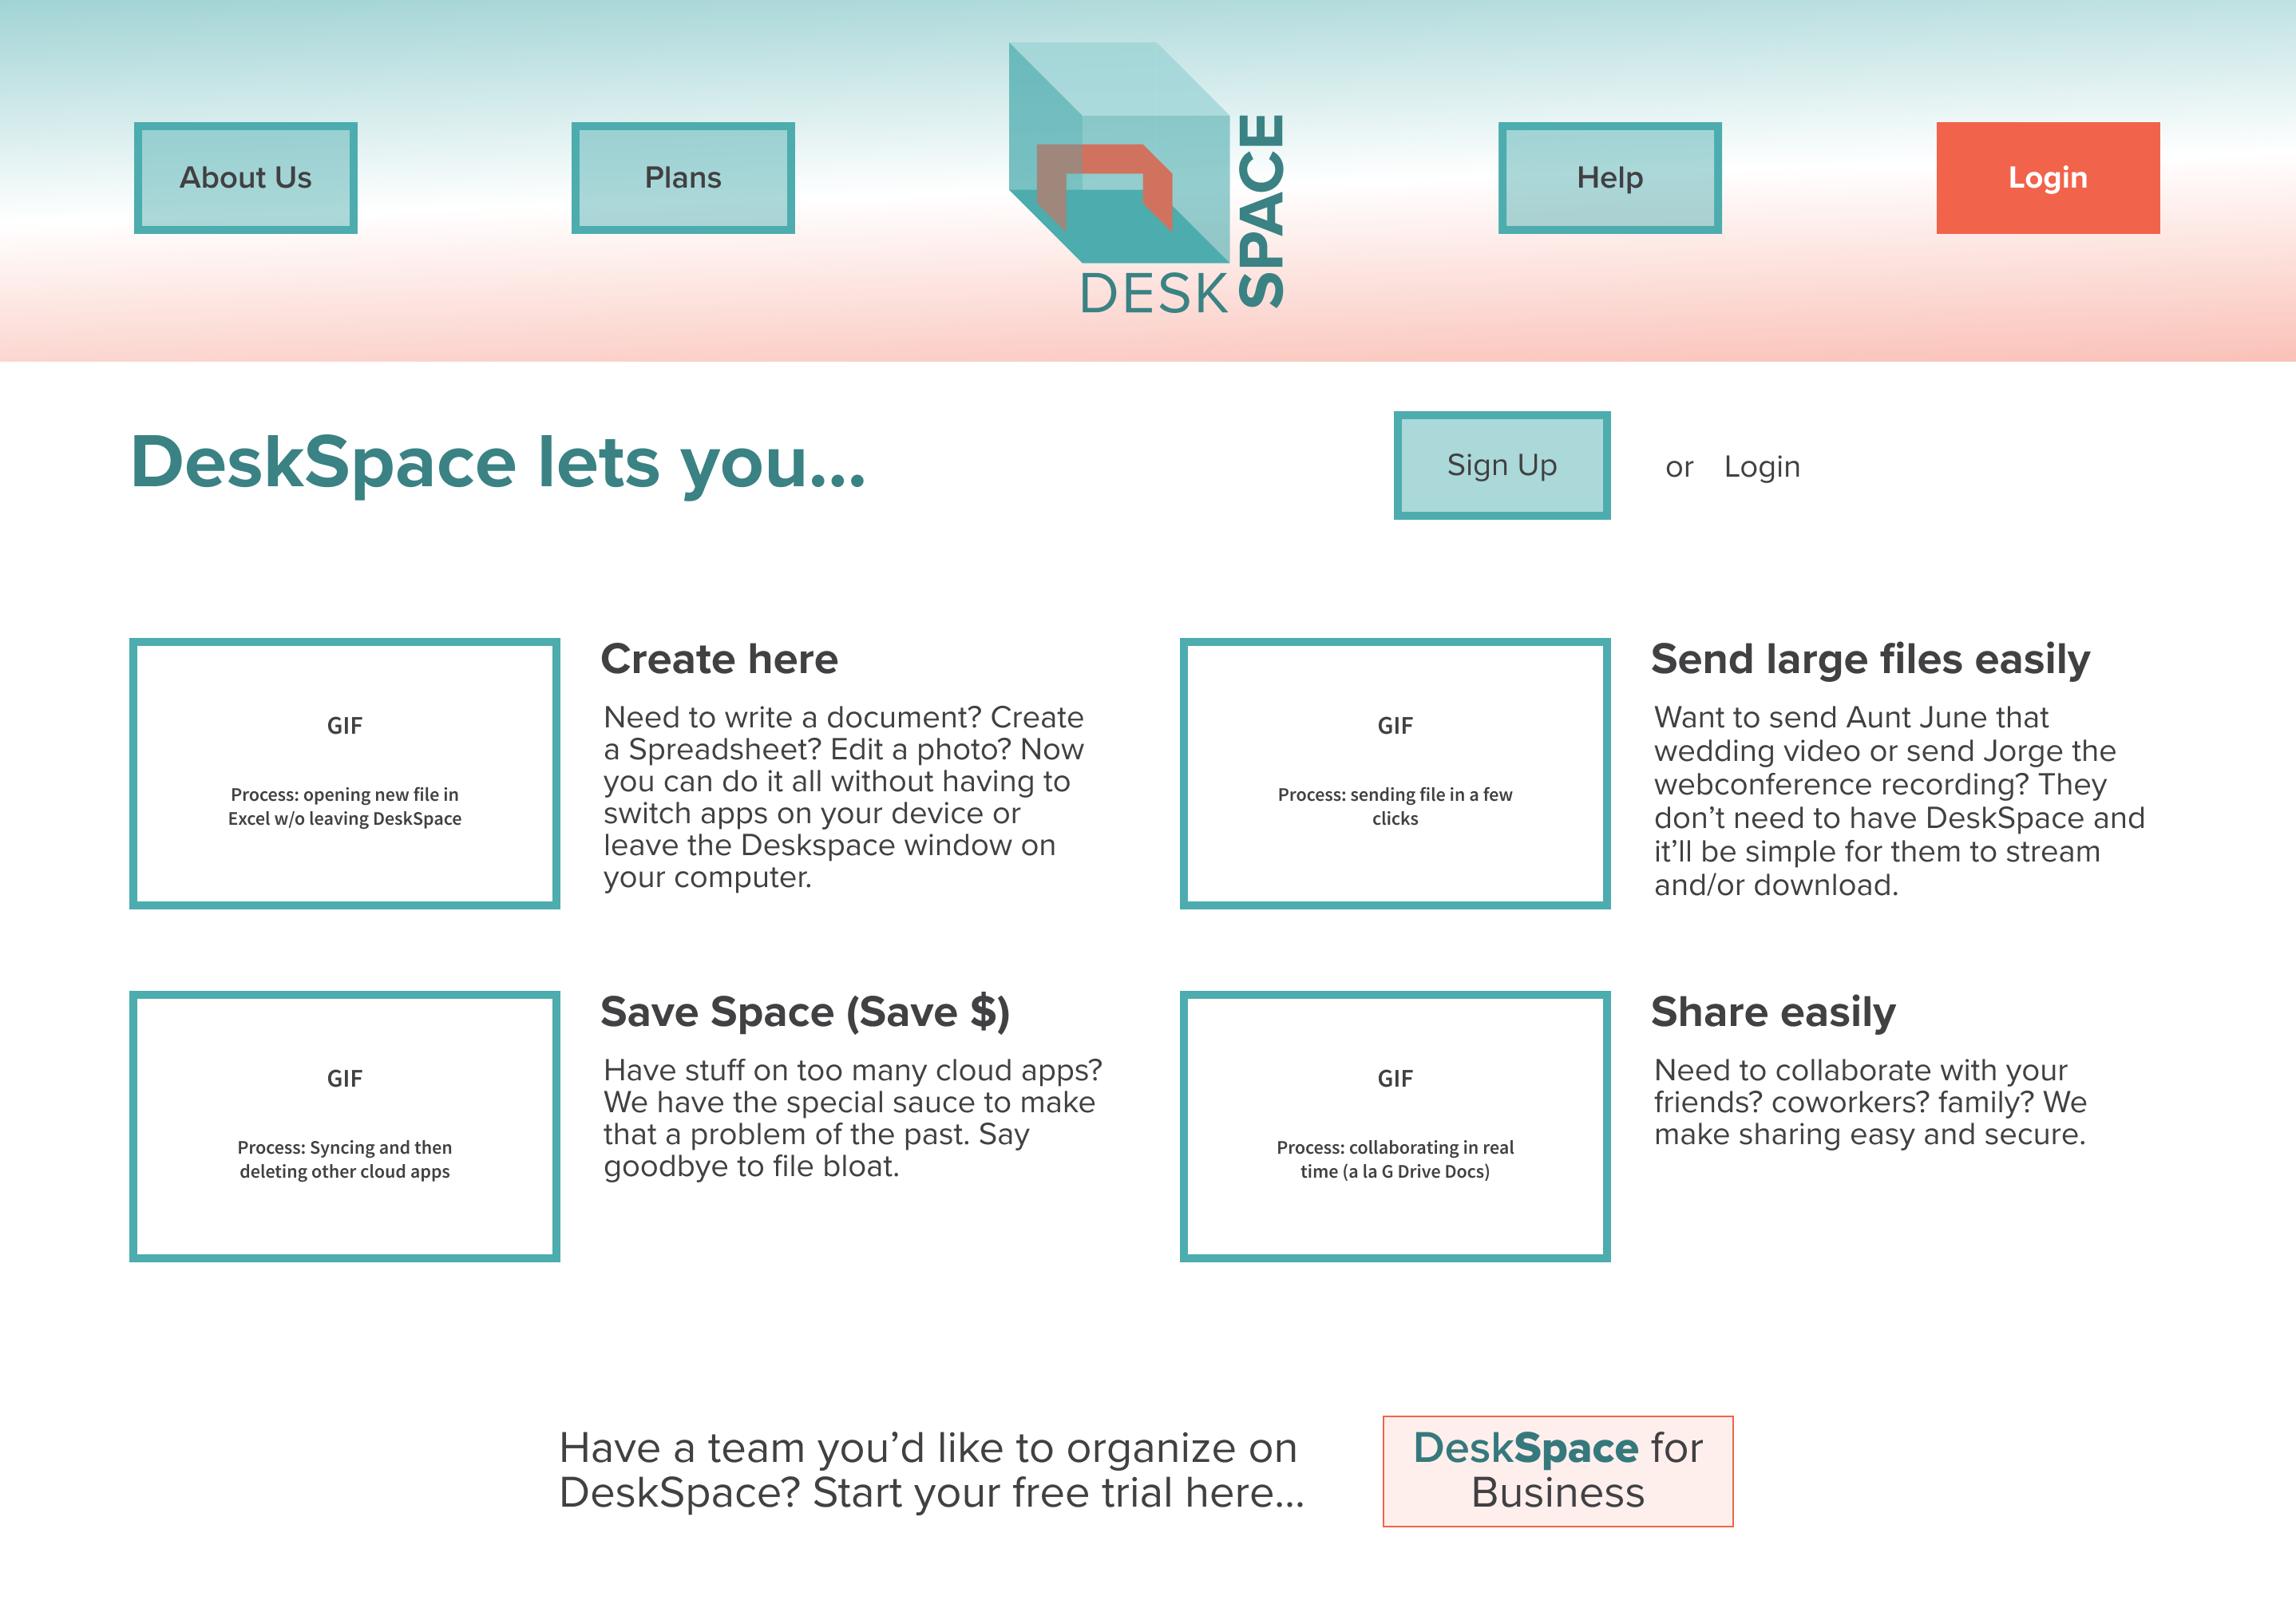 About Us
Plans
DESK
SPACE
Help
Login
DeskSpace lets you...
Sign Up
or Login
GIF
Process: opening new file in
Excel w/o leaving DeskSpace
Create here
Need to write a document? Create
a Spreadsheet? Edit a photo? Now
you can do it all without having to
switch apps on your device or
leave the Deskspace window on
your computer.
GIF
Process: sending file in a few
clicks
Send large files easily
Want to send Aunt June that
wedding video or send Jorge the
webconference recording? They
don’t need to have DeskSpace and
it’ll be simple for them to stream
and/or download.
GIF
Process: Syncing and then
deleting other cloud apps
Save Space (Save $)
Have stuff on too many cloud apps?
We have the special sauce to make
that a problem of the past. Say
goodbye to file bloat.
GIF
Process: collaborating in real
time (a la G Drive Docs)
Share easily
Need to collaborate with your
friends? coworkers? family? We
make sharing easy and secure.
Have a team you’d like to organize on
DeskSpace? Start your free trial here...
DeskSpace for
Business